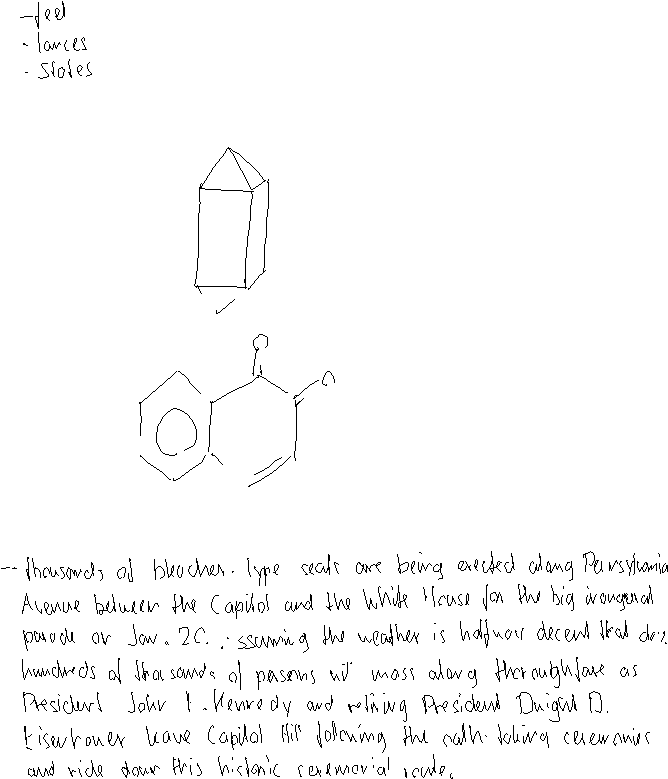 - feel
- lances
- States
O
- thousands of bleacher-type seats are being erected along Pennsylvania
Avenue between the Capitol and the White House for the big inaugural
parade on Jan. 20. assuming the weather is halfway decent that day
hundreds of thousands of persons will mass along thoroughfare as
President John F. Kennedy and retiring President Dwight D.
Eisenhower leave Capitol Hill following the oath-taking ceremonies
and ride down this historic ceremonial route.